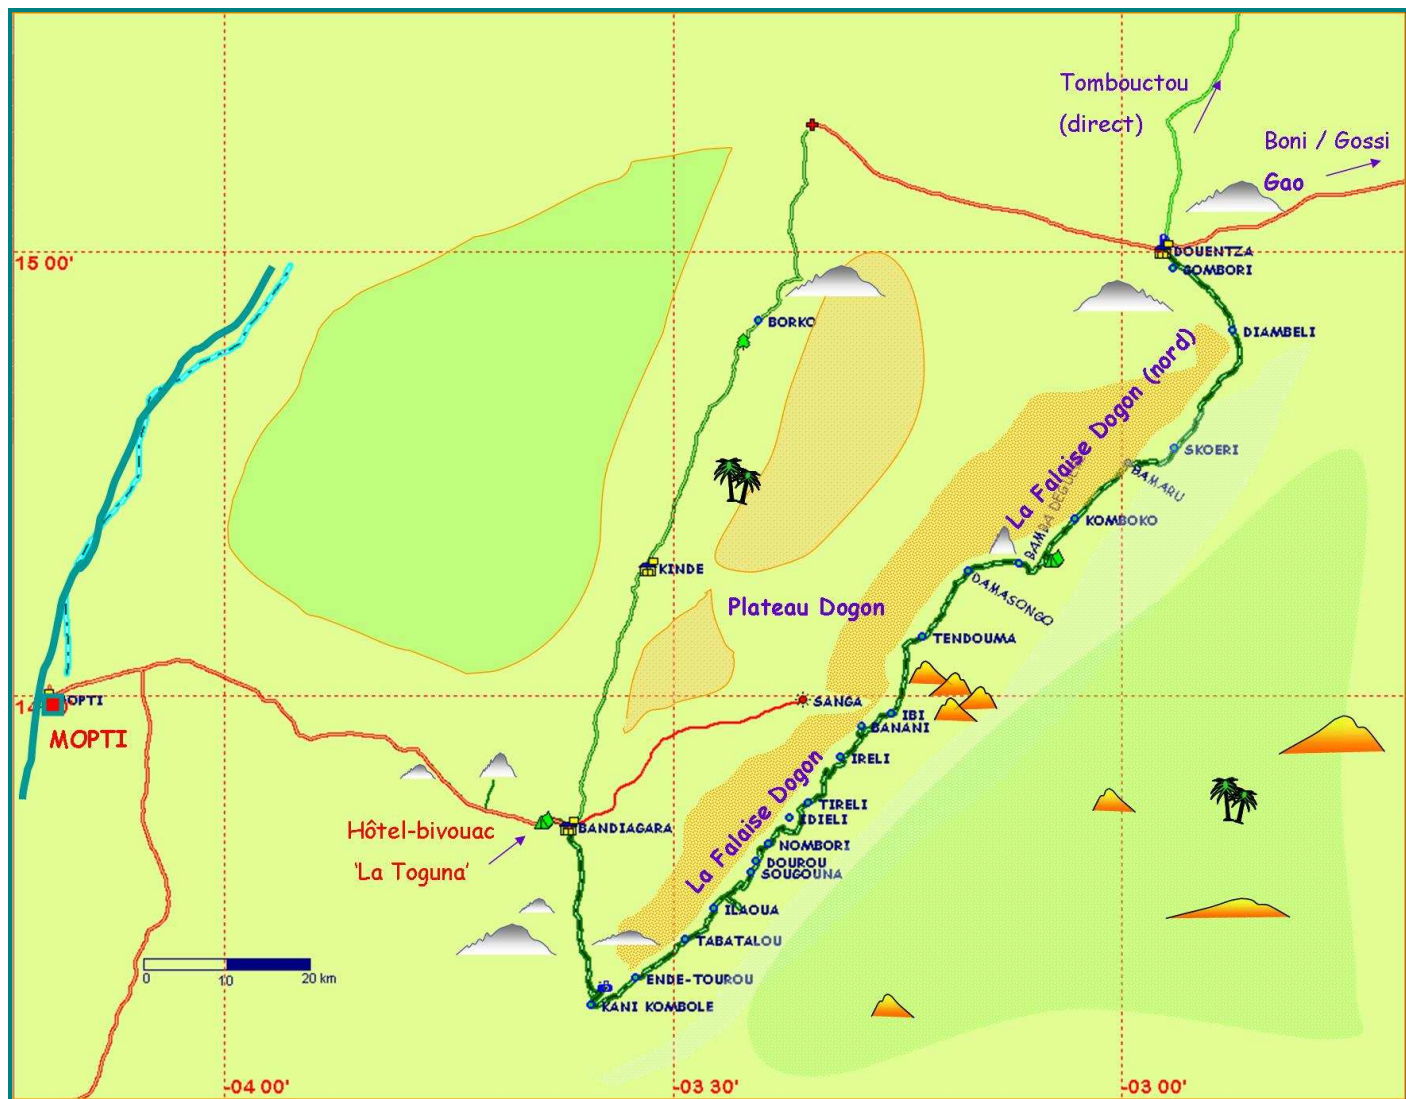 Tombouctou
(direct)
Boni / Gossi
Gao
15 00'
DOUENTZA
GOMBORI
BORKO
DIAMBELI
La Falaise Dogon (nord)
SKOERI
BAMARU
KOMBOKO
KINDE
DAMASONGO
Plateau Dogon
TENDOUMA
OPTI
SANGA
IBI
BANANI
MOPTI
IRELI
La Falaise Dogon
TIRELI
IDIELI
Hôtel-bivouac
BANDIAGARA
'La Toguna'
NOMBORI
DOUROU
SOUGOUNA
ILAOUA
TABATALOU
0 10 20 km
ENDE-TOUROU
KANI KOMBOLE
-04 00'
-03 30'
-03 00'